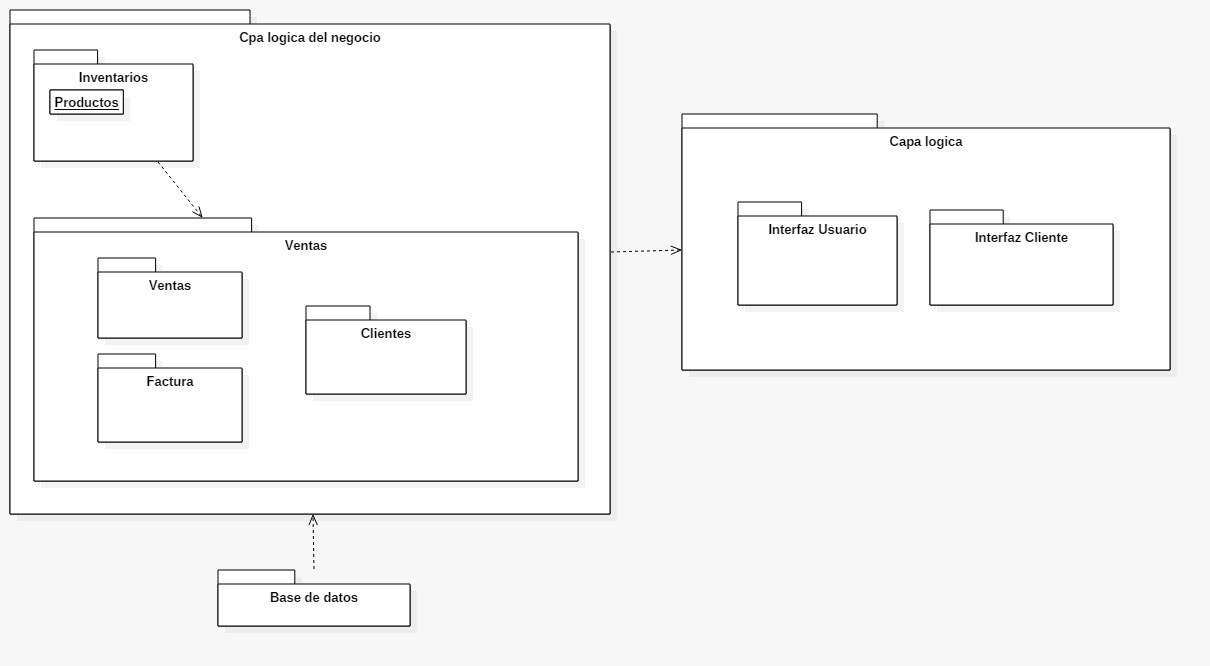 Cpa logica del negocio
Inventarios
Productos
Ventas
Ventas
Clientes
Factura
Capa logica
Interfaz Usuario
Interfaz Cliente
Base de datos